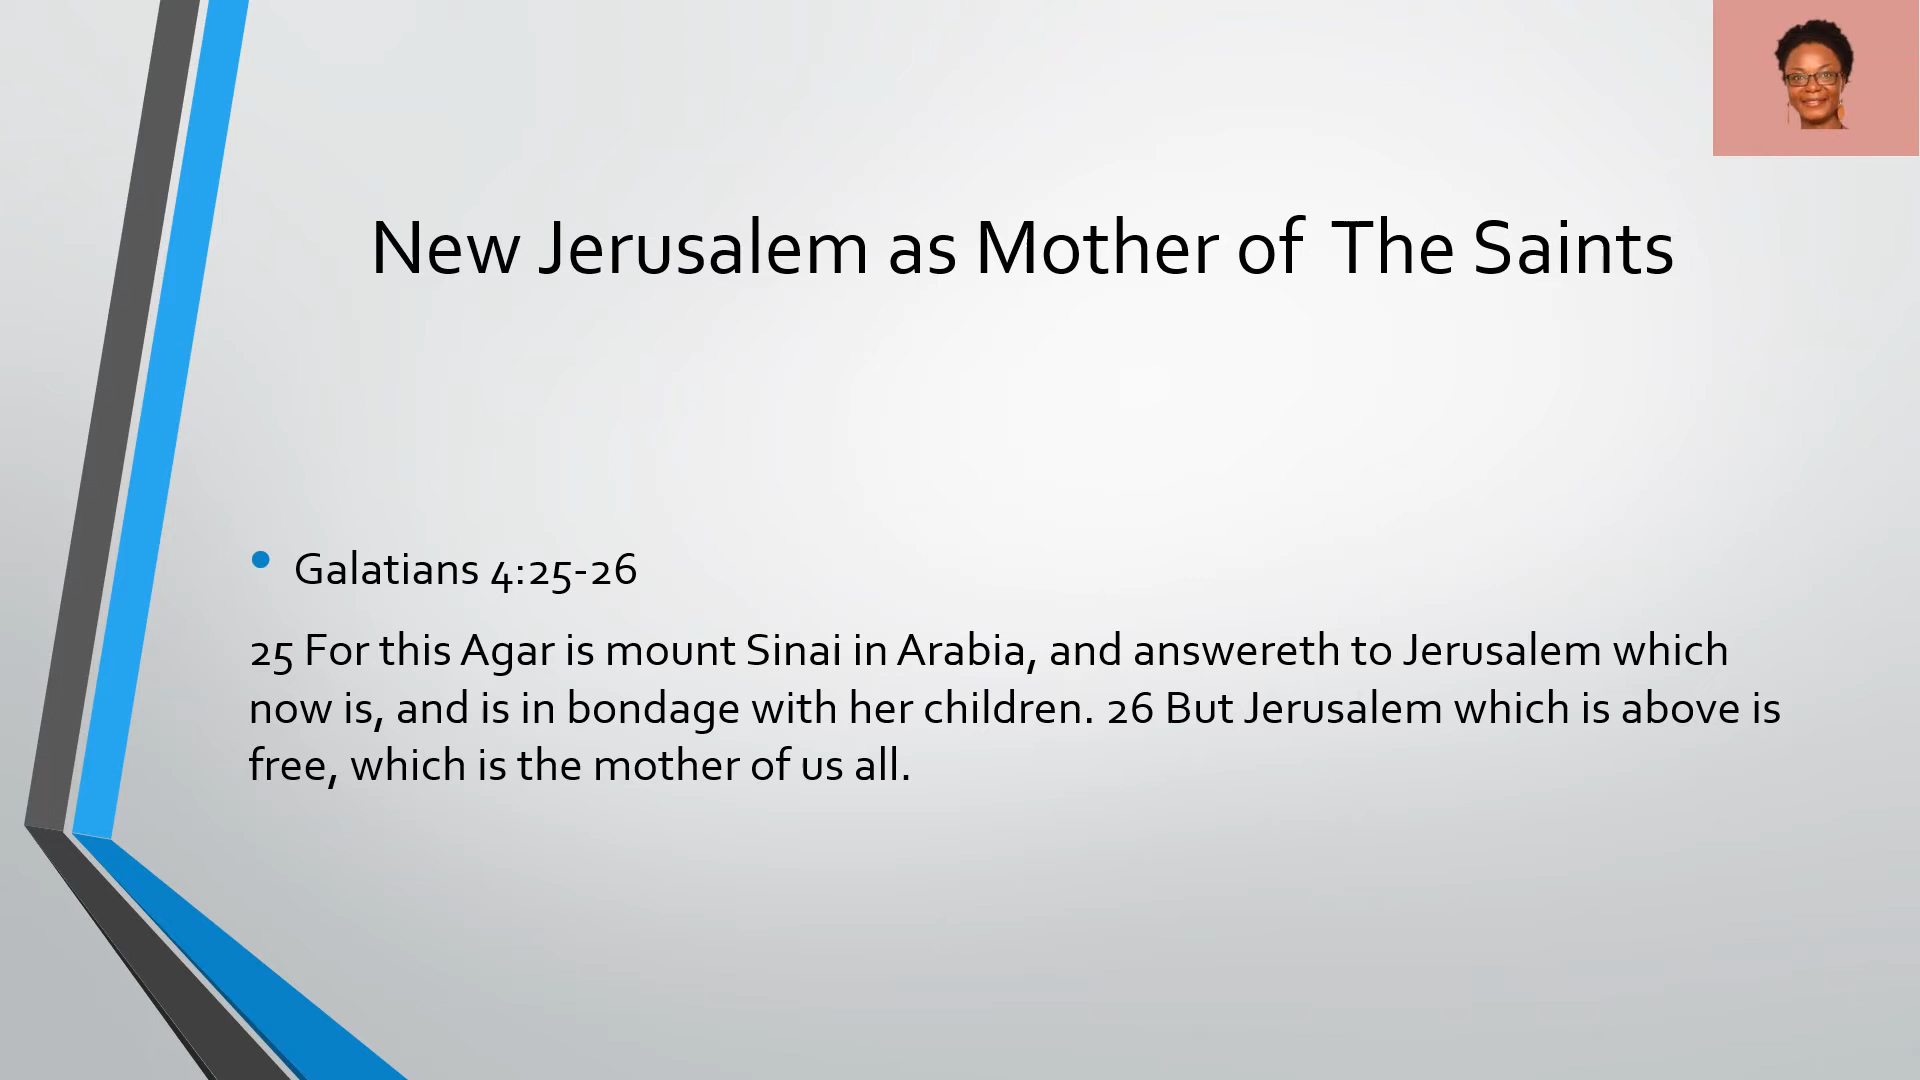 New Jerusalem as Mother of The Saints
• Galatians 4:25-26
25 For this Agar is mount Sinai in Arabia, and answereth to Jerusalem which
now is, and is in bondage with her children. 26 But Jerusalem which is above is
free, which is the mother of us all.